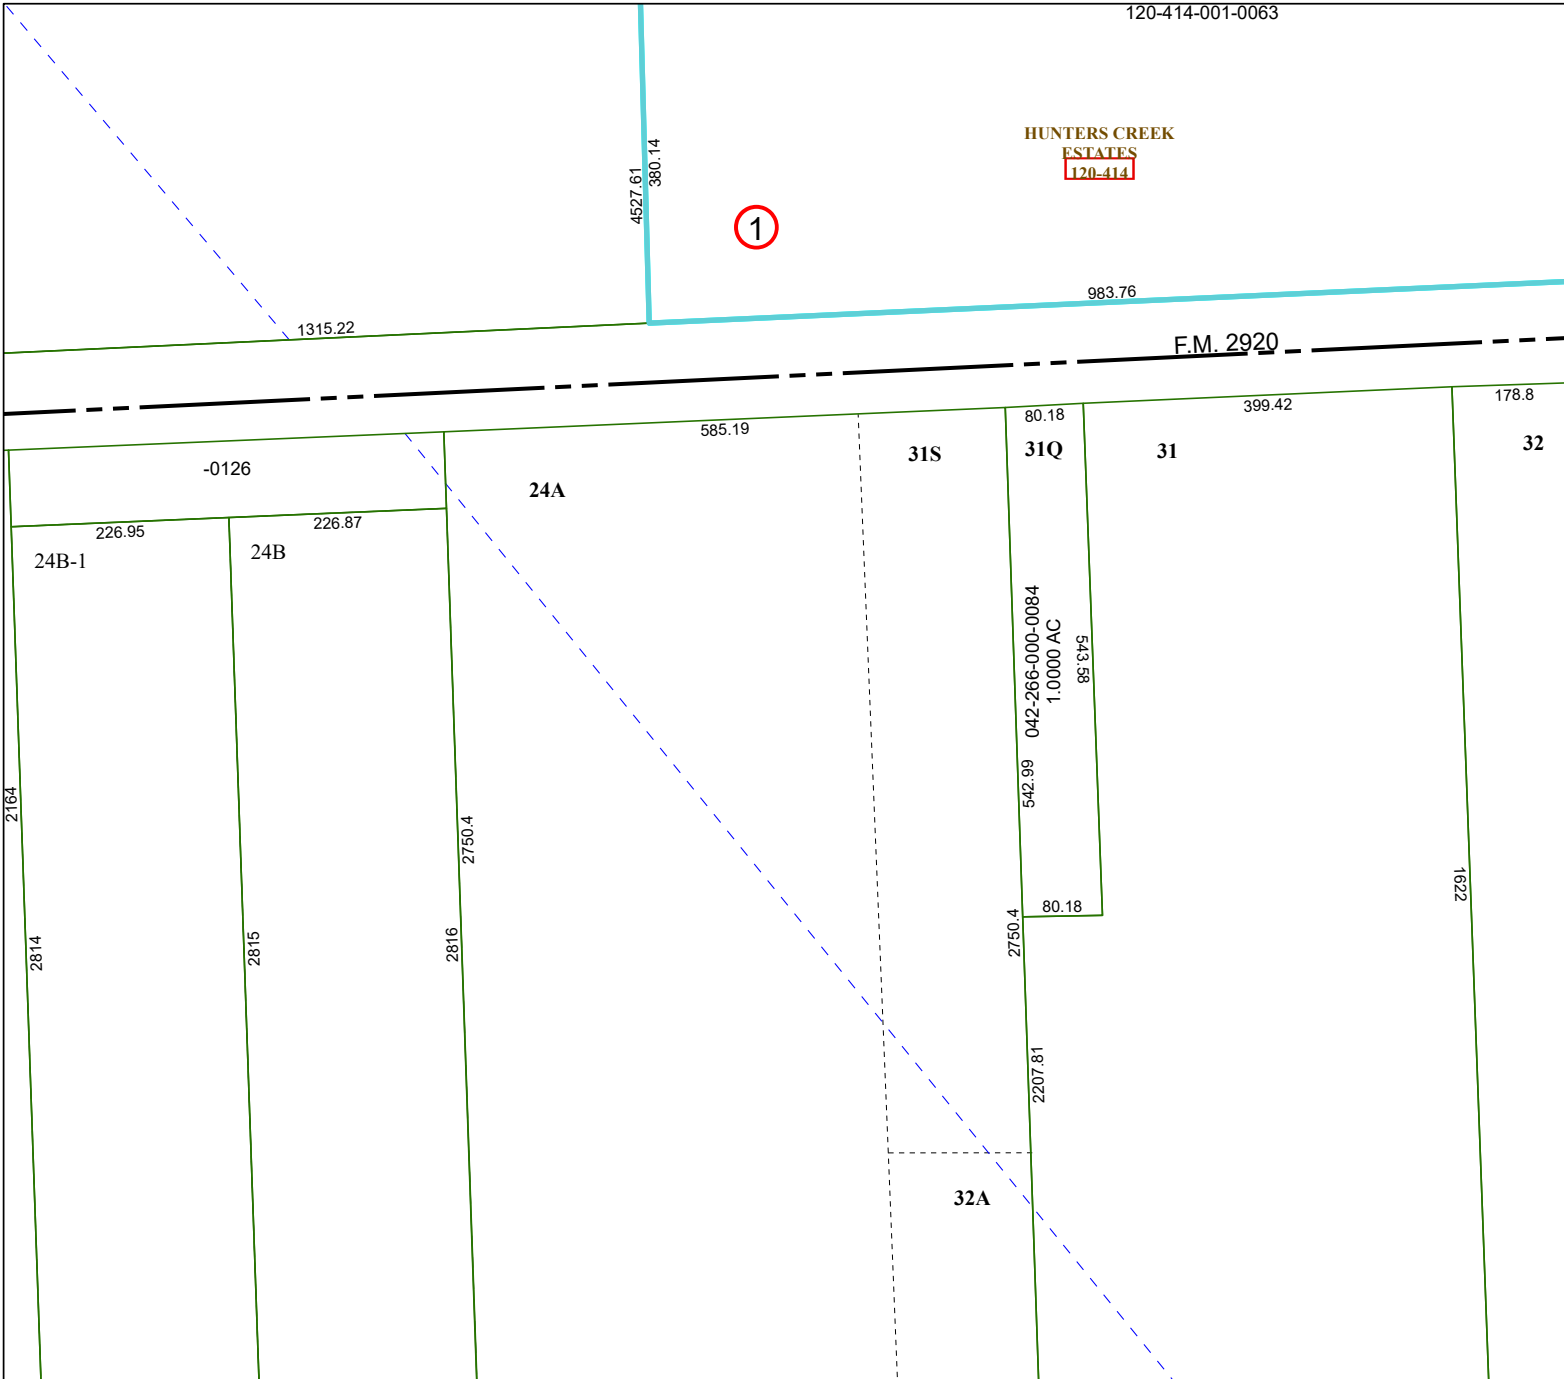 120-414-001-0063
HUNTERS CREEK
ESTATES
120-414
4527.61
380.14
1
983.76
1315.22
F.M. 2920
178.8
399.42
80.18
585.19
-0126
24A
31S
31Q
31
32
226.95
226.87
24B-1
24B
042-266-000-0084
1.0000 AC
543.58
542.99
2164
2750.4
1622
80.18
2814
2815
2816
2750.4
2207.81
32A